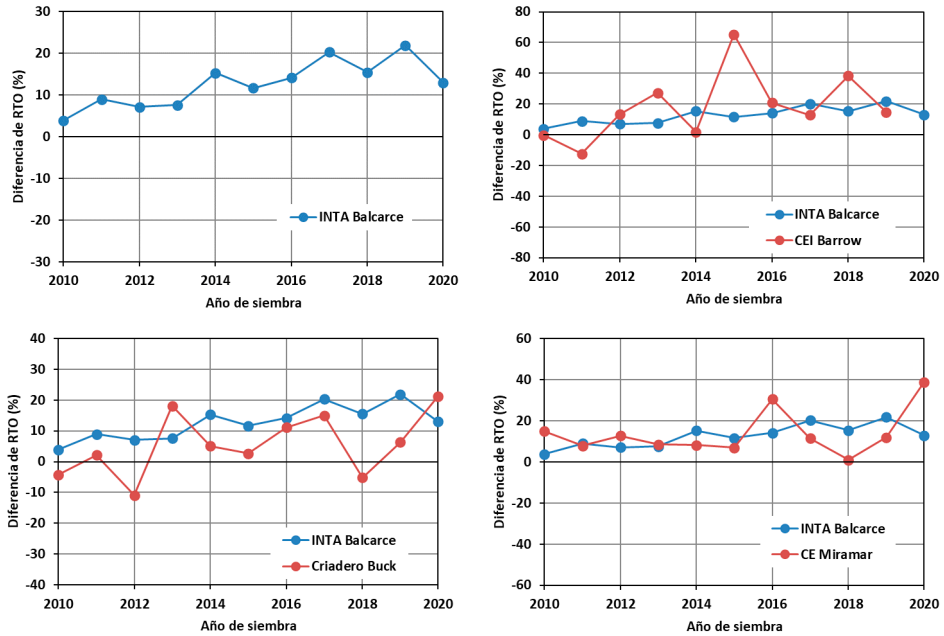 Diferencia de RTO (%)
30
20
10
0
-10
-20
-30
INTA Balcarce
2010 2012 2014 2016 2018 2020
Año de siembra
Diferencia de RTO (%)
80
60
40
20
0
-20
-40
-60
-80
INTA Balcarce
CEI Barrow
2010 2012 2014 2016 2018 2020
Año de siembra
Diferencia de RTO (%)
40
30
20
10
0
-10
-20
-30
-40
INTA Balcarce
Criadero Buck
2010 2012 2014 2016 2018 2020
Año de siembra
Diferencia de RTO (%)
60
40
20
0
-20
-40
-60
INTA Balcarce
CE Miramar
2010 2012 2014 2016 2018 2020
Año de siembra